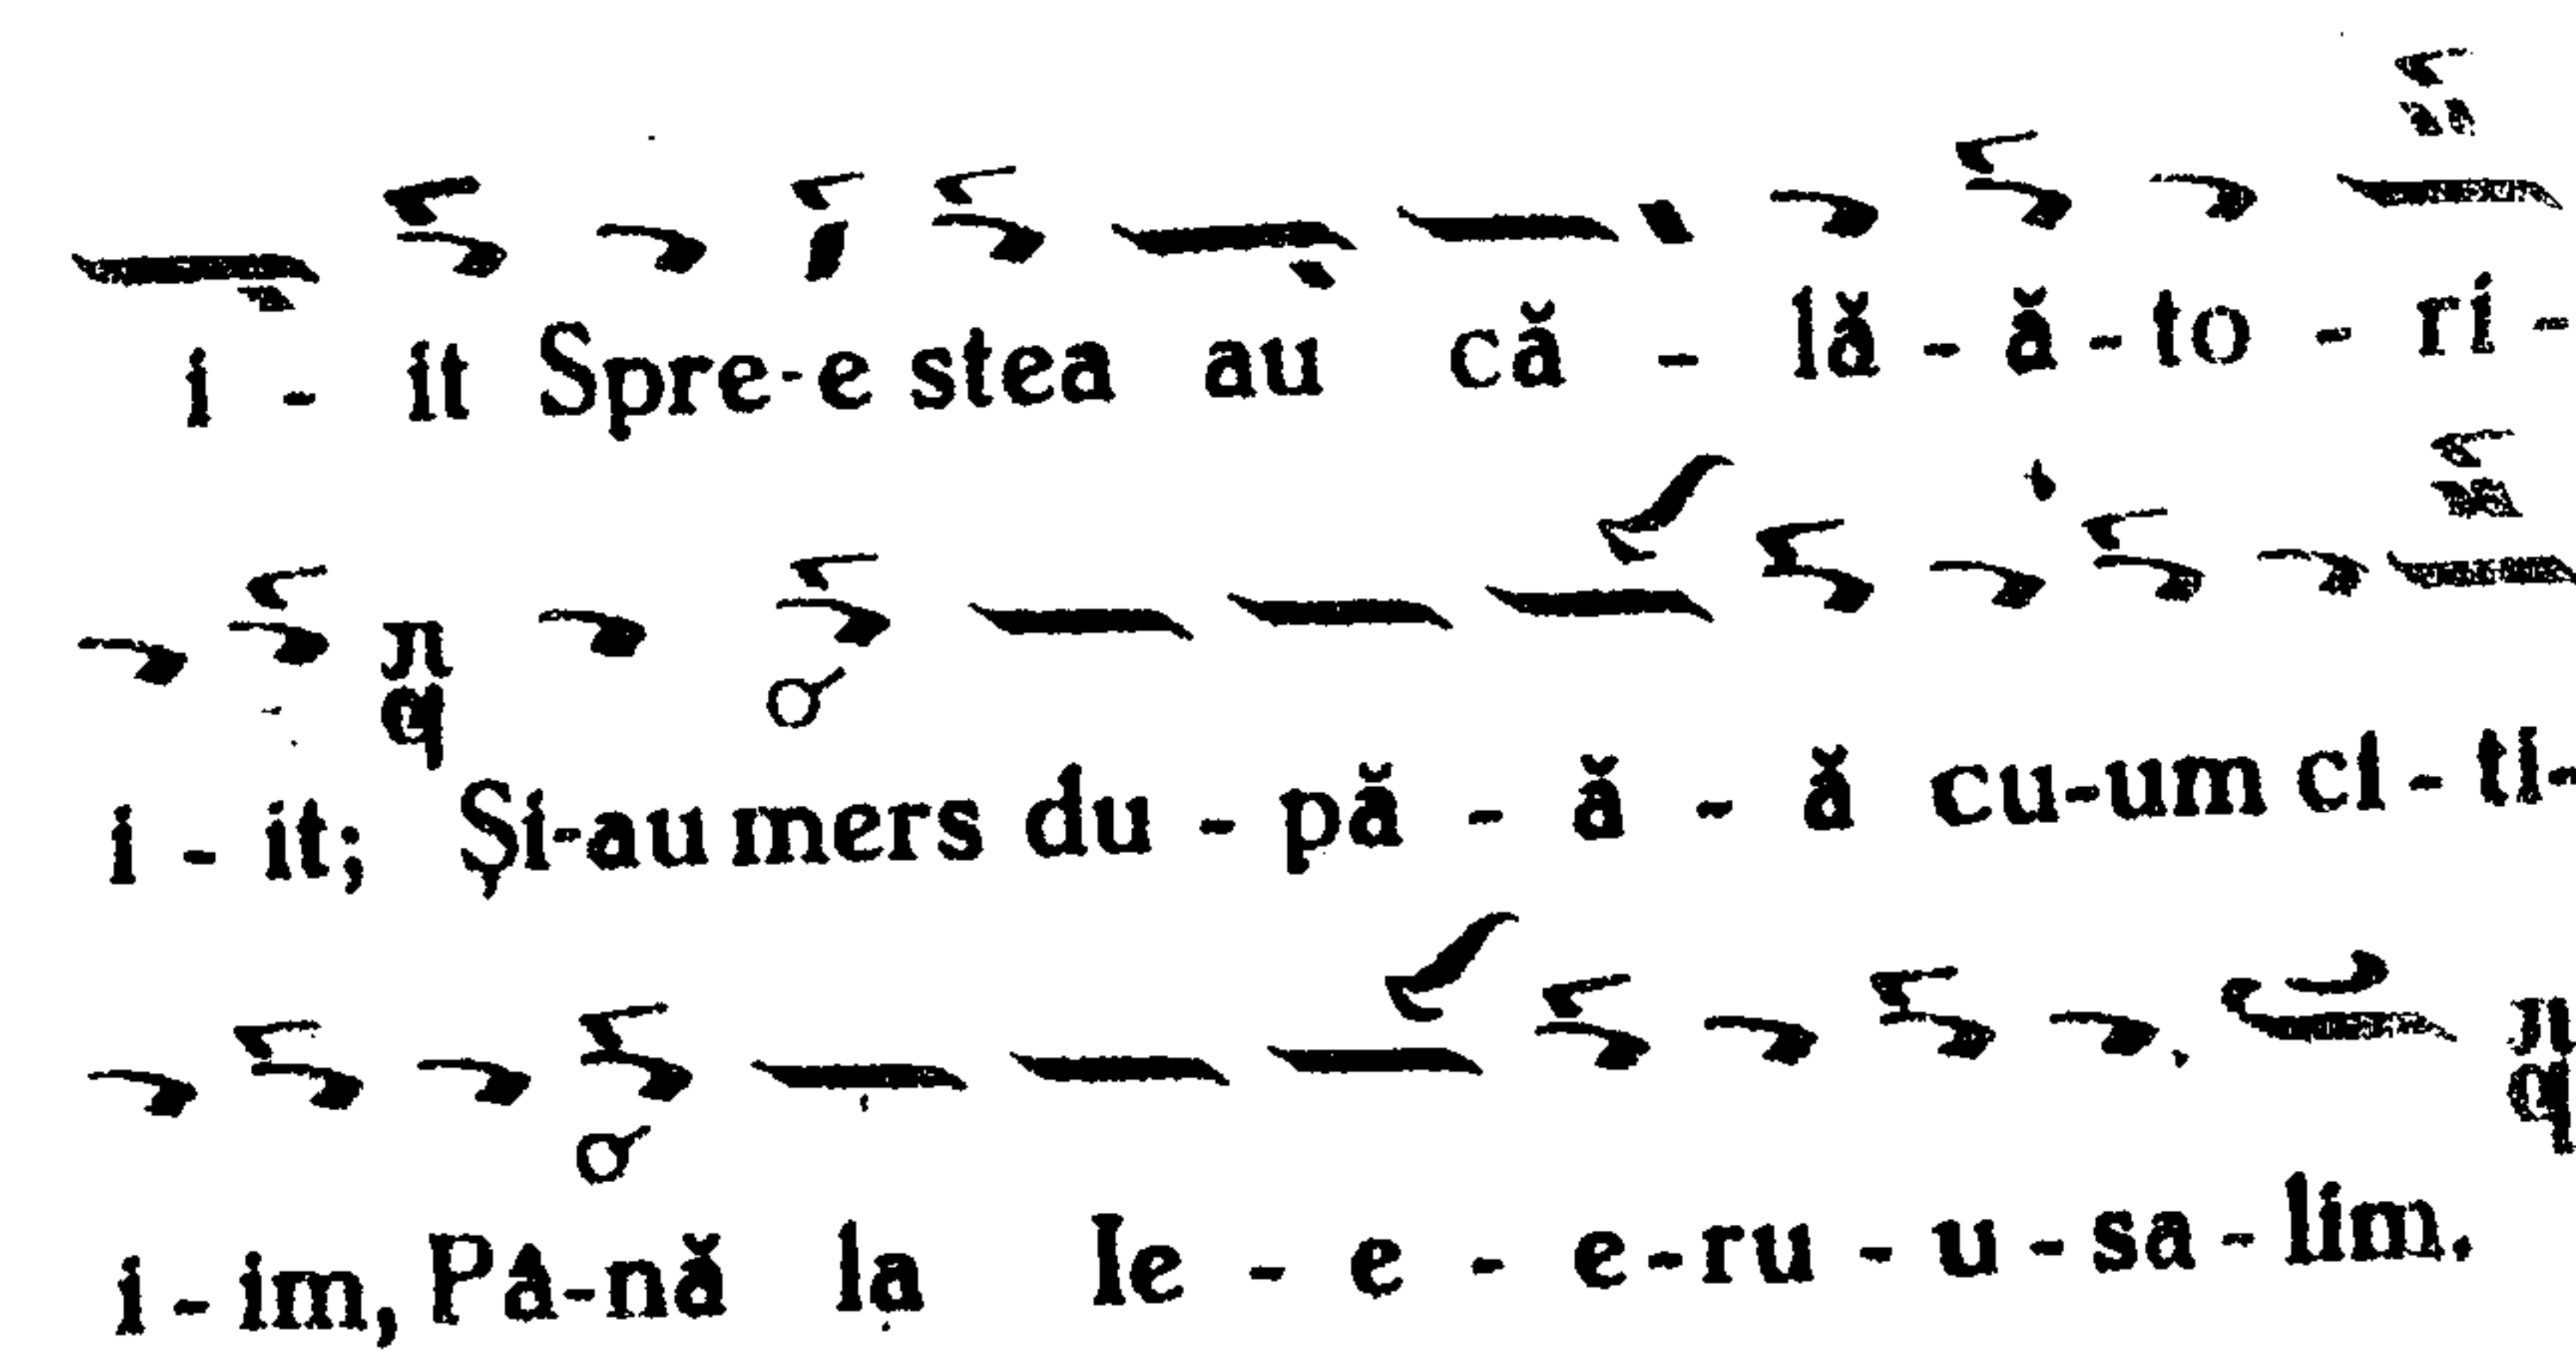 i - it Spre-e stea au că - lă - ă - to - ri -
i - it; Și-au mers du - pă - ă - ă cu-um ci - ti-
i - im, Pâ-nă la Ie - e - e - ru - u - sa - lim.